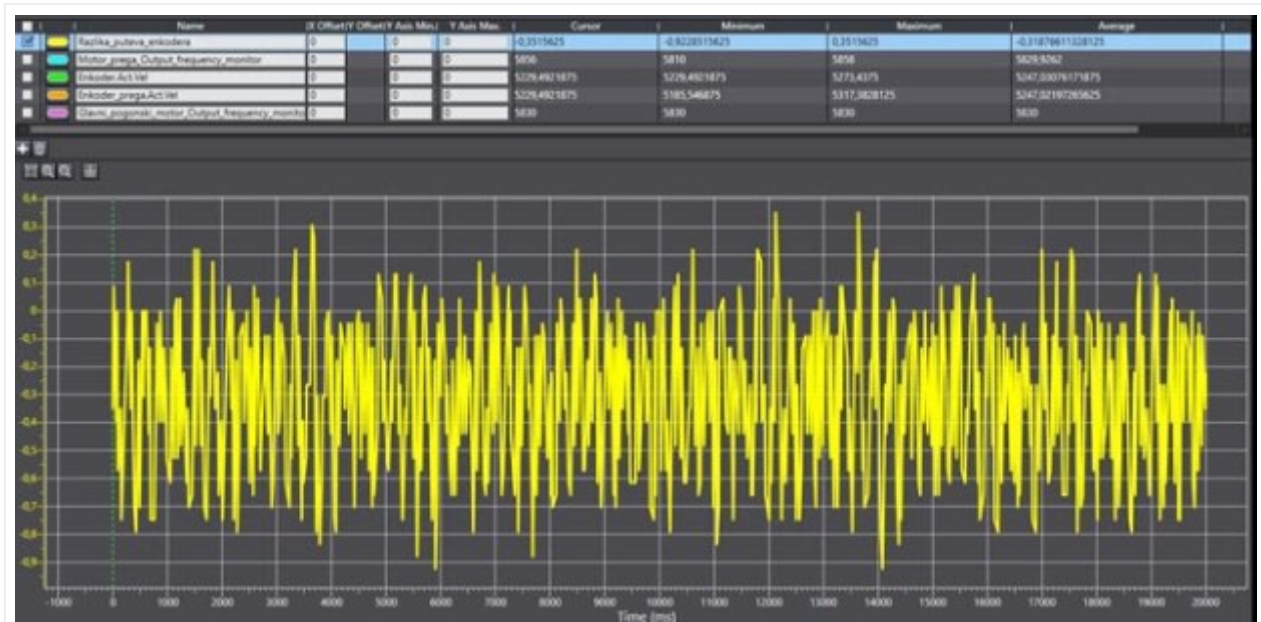 Name X Offset Y Offset Y Axis Min. Y Axis Max. Cursor Minimum Maximum Average
Razlika_puteva_enkodera 0 0 0 -0,3515625 -0,9228515625 0,3515625 -0,31876611328125
Motor_prega_Output_frequency_monitor 0 0 0 5856 5810 5858 5829,9262
Enkoder.Act.Vel 0 0 0 5229,4921875 5229,4921875 5273,4375 5247,03076171875
Enkoder_prega.Act.Vel 0 0 0 5229,4921875 5185,546875 5317,3828125 5247,02197265625
Glavni_pogonski_motor_Output_frequency_monito 0 0 0 5830 5830 5830 5830
0,4
0,3
0,2
0,1
0
-0,1
-0,2
-0,3
-0,4
-0,5
-0,6
-0,7
-0,8
-0,9
-1000 0 1000 2000 3000 4000 5000 6000 7000 8000 9000 10000 11000 12000 13000 14000 15000 16000 17000 18000 19000 20000
Time (ms)